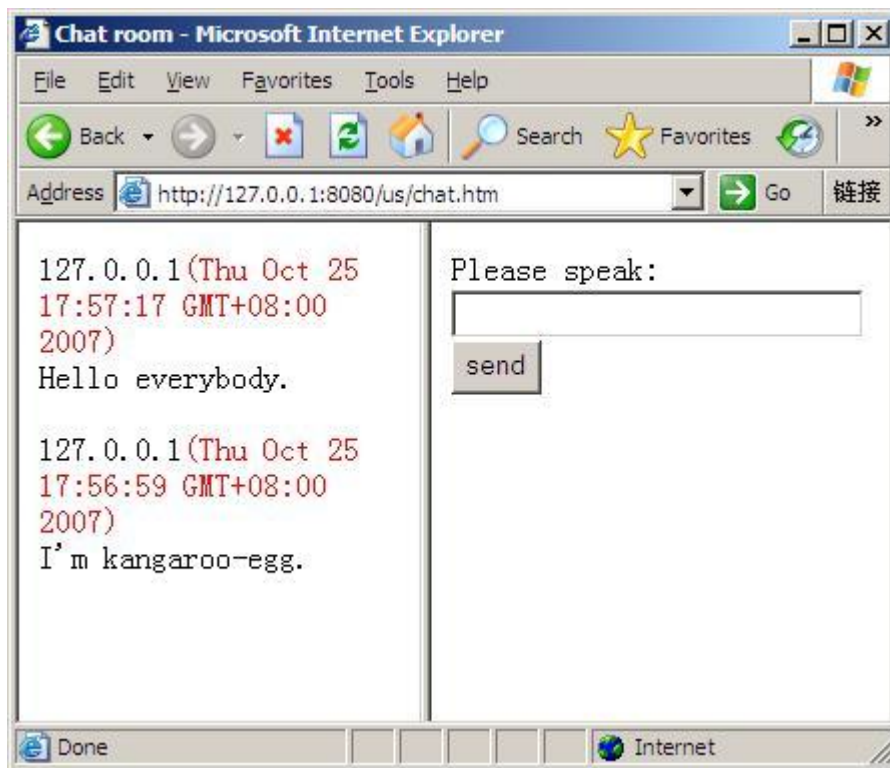 Chat room - Microsoft Internet Explorer
File Edit View Favorites Tools Help
Back Search Favorites »
Address http://127.0.0.1:8080/us/chat.htm Go 链接
127.0.0.1(Thu Oct 25
17:57:17 GMT+08:00
2007)
Hello everybody.
127.0.0.1(Thu Oct 25
17:56:59 GMT+08:00
2007)
I'm kangaroo-egg.
Please speak:
send
Done Internet